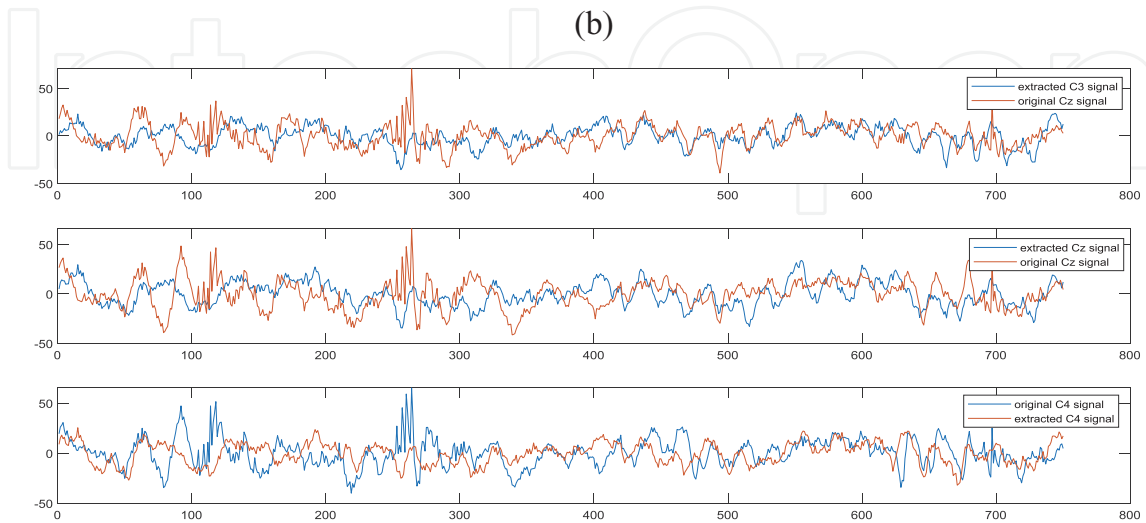 (b)
IntechOpen
50
0
-50
extracted C3 signal
original Cz signal
0 100 200 300 400 500 600 700 800
50
0
-50
extracted Cz signal
original Cz signal
0 100 200 300 400 500 600 700 800
50
0
-50
original C4 signal
extracted C4 signal
0 100 200 300 400 500 600 700 800